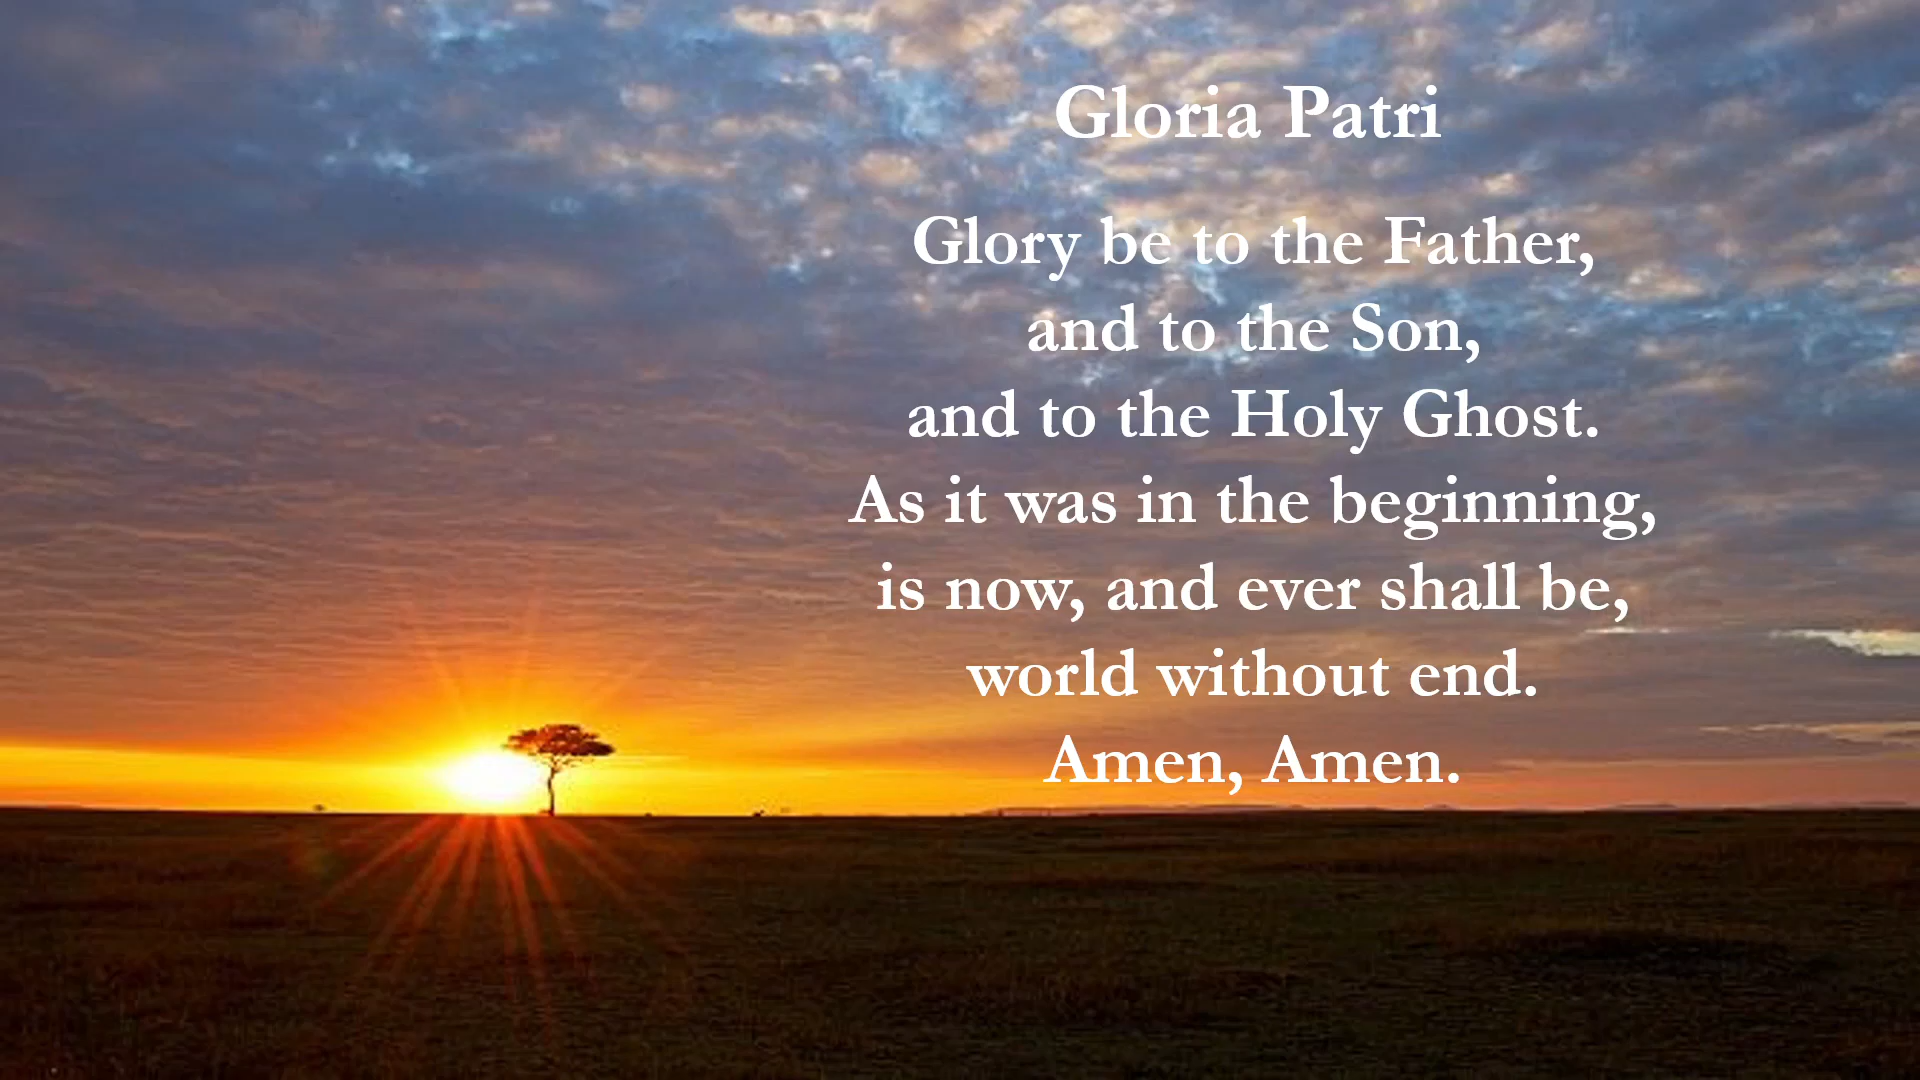 Gloria Patri
Glory be to the Father,
and to the Son,
and to the Holy Ghost.
As it was in the beginning,
is now, and ever shall be,
world without end.
Amen, Amen.